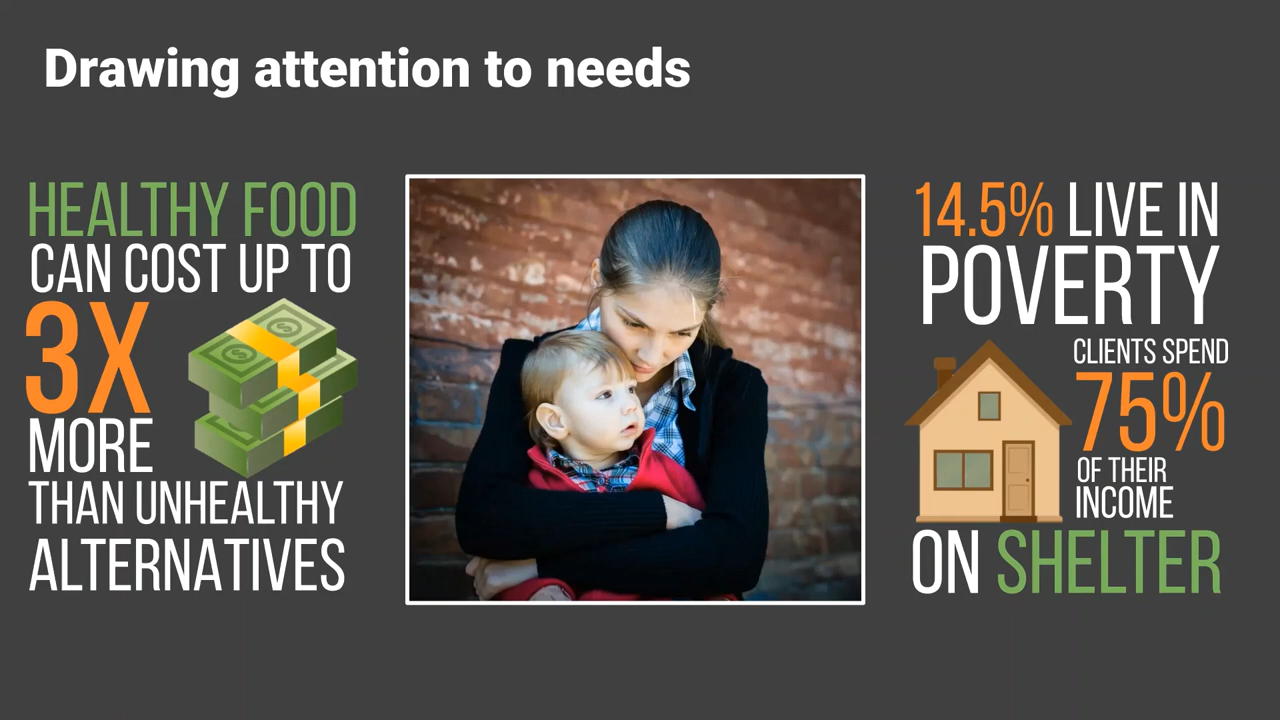 Drawing attention to needs
HEALTHY FOOD
CAN COST UP TO
3X
MORE
THAN UNHEALTHY
ALTERNATIVES
14.5% LIVE IN
POVERTY
CLIENTS SPEND
75%
OF THEIR
INCOME
ON SHELTER